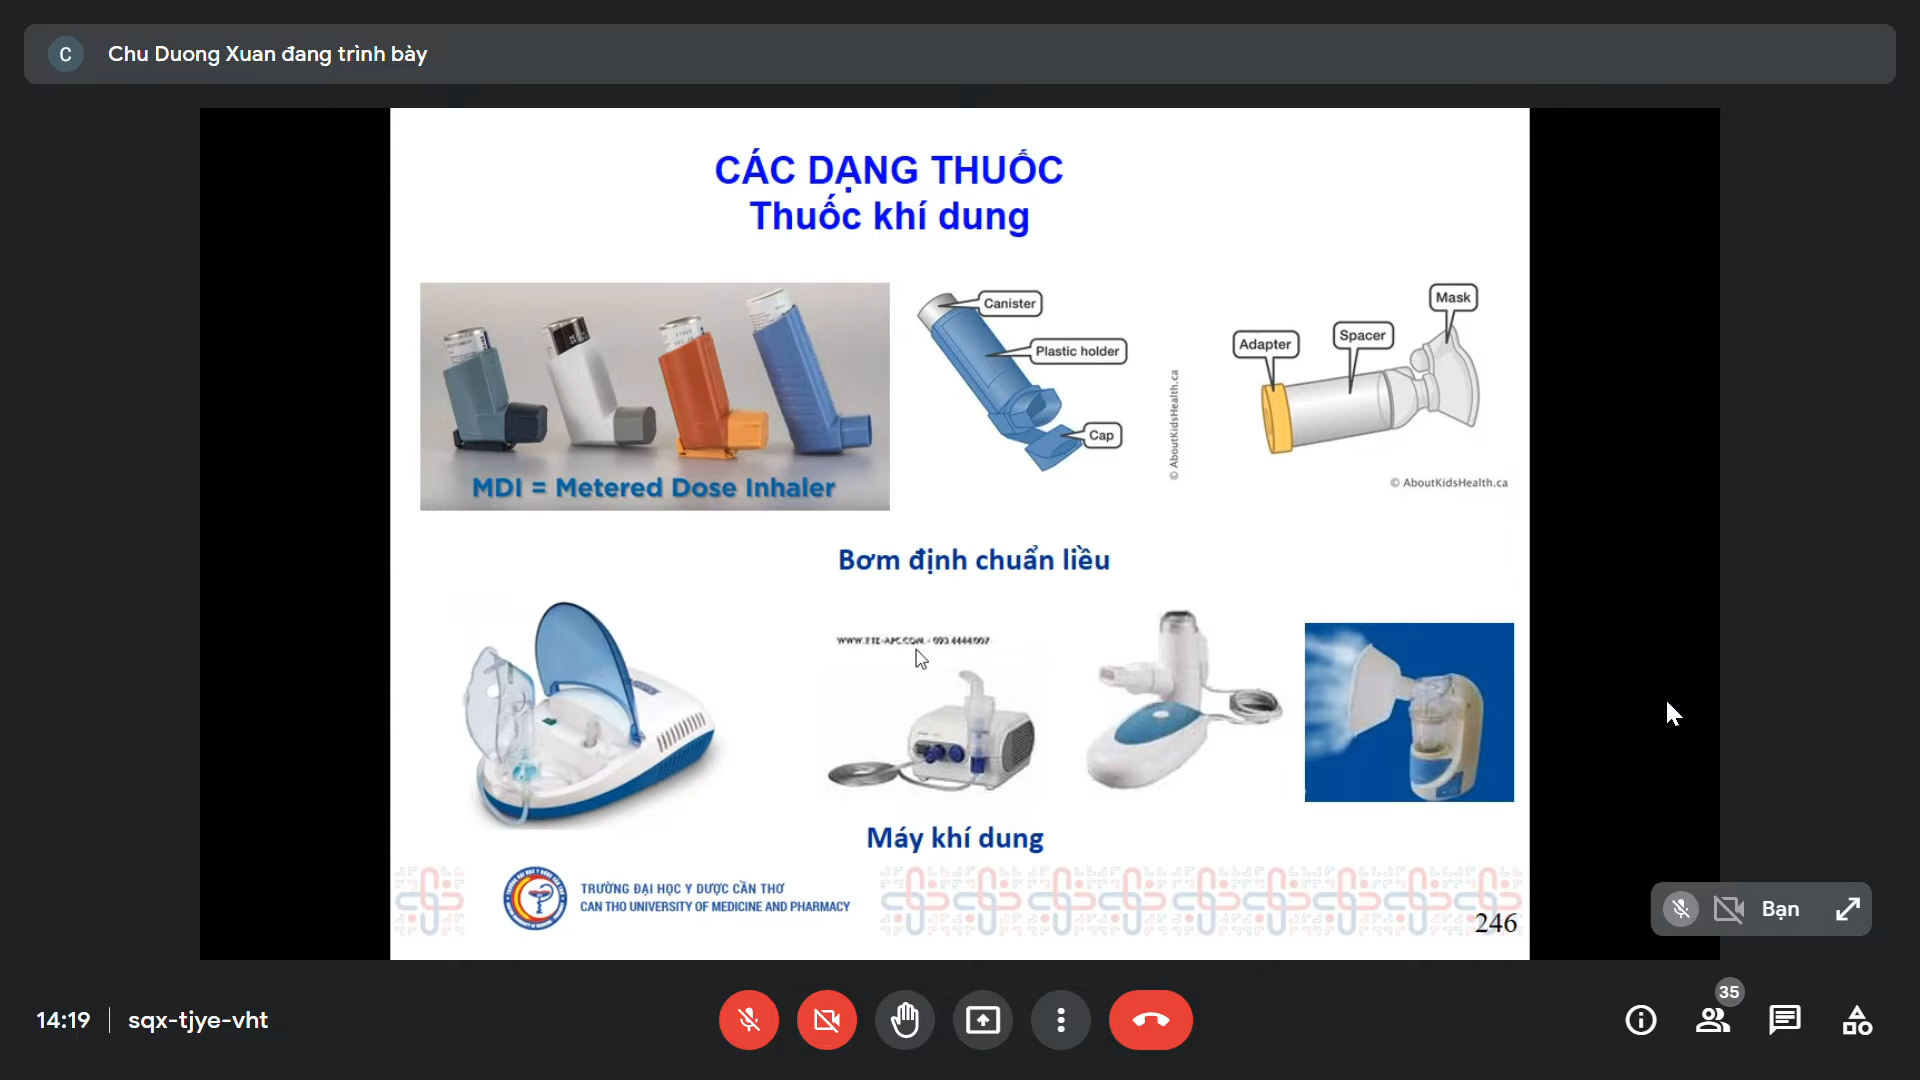 C
Chu Duong Xuan đang trình bày
CÁC DẠNG THUỐC
Thuốc khí dung
Canister
Plastic holder
Cap
© AboutKidsHealth.ca
Mask
Spacer
Adapter
© AboutKidsHealth.ca
MDI = Metered Dose Inhaler
Bơm định chuẩn liều
Máy khí dung
TRƯỜNG ĐẠI HỌC Y DƯỢC CẦN THƠ
CAN THO UNIVERSITY OF MEDICINE AND PHARMACY
246
Bạn
14:19
sqx-tjye-vht
35